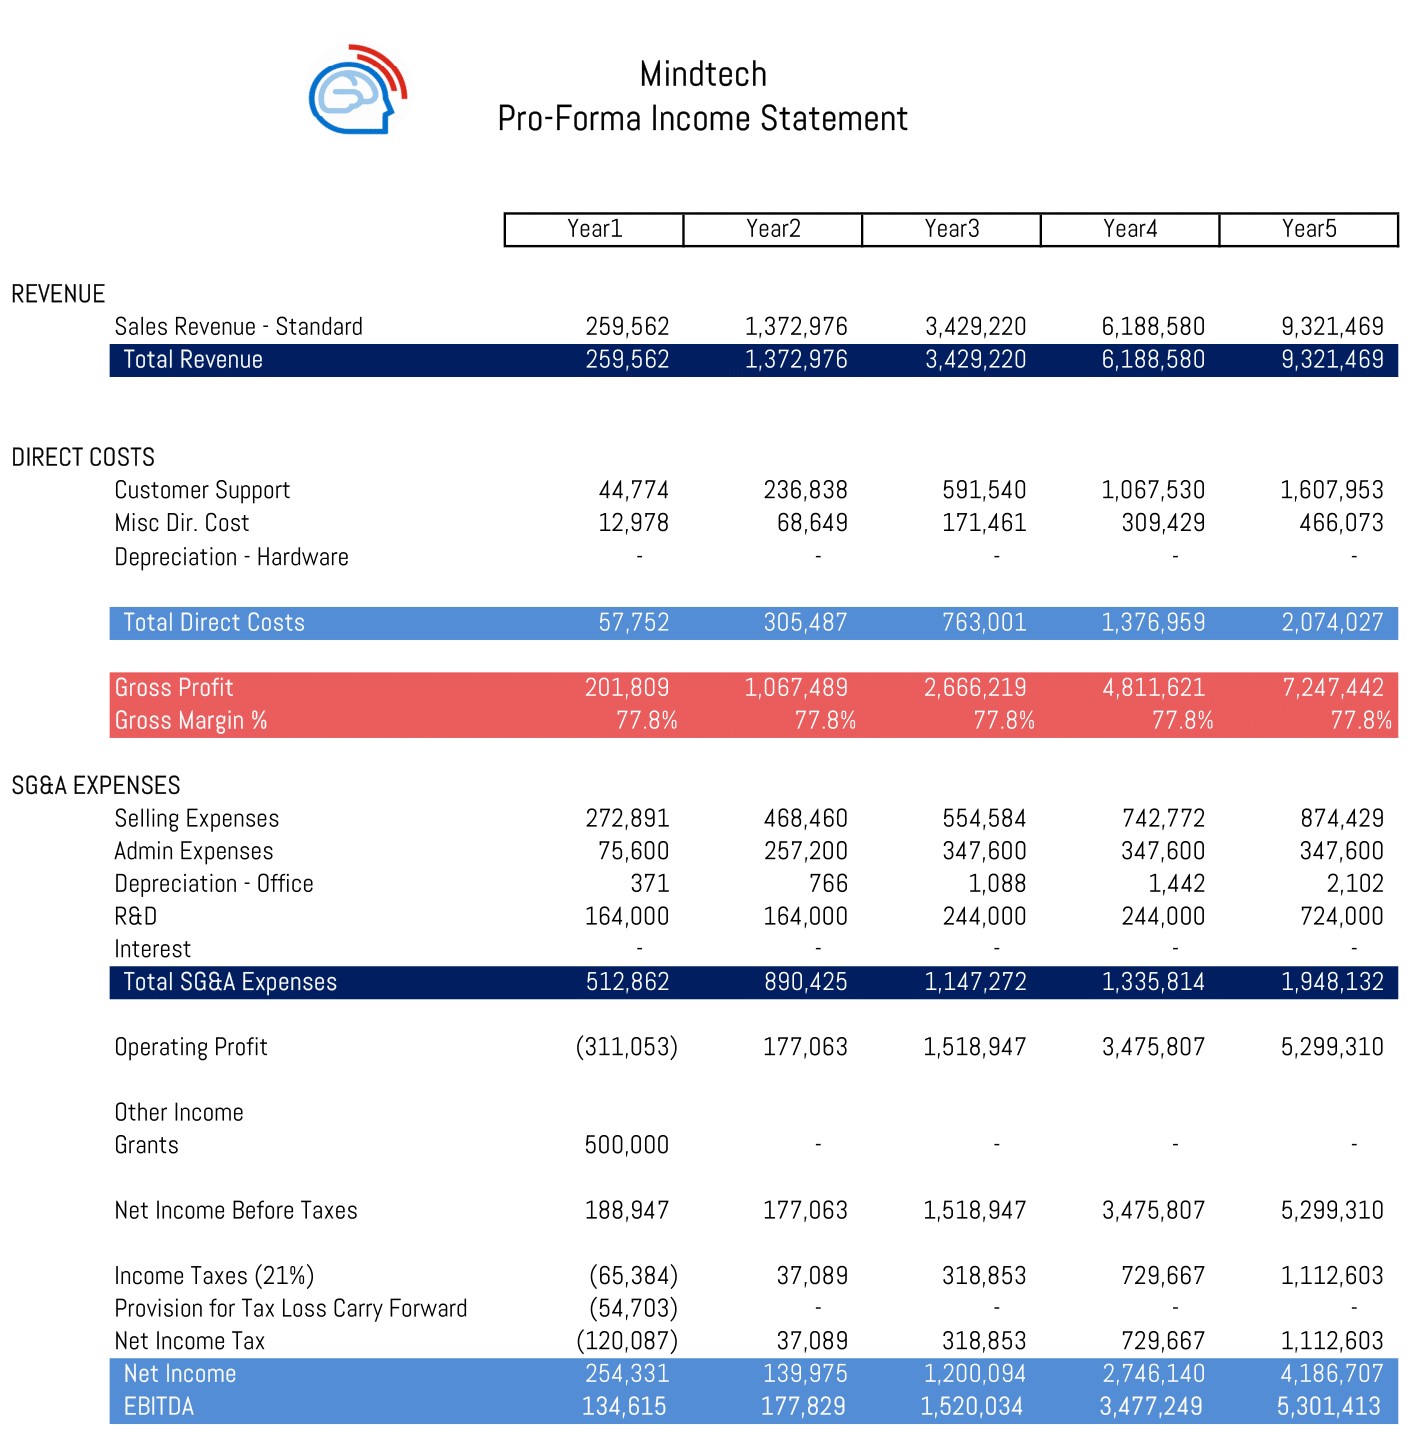 Mindtech
Pro-Forma Income Statement
Year1 Year2 Year3 Year4 Year5
REVENUE
Sales Revenue - Standard 259,562 1,372,976 3,429,220 6,188,580 9,321,469
Total Revenue 259,562 1,372,976 3,429,220 6,188,580 9,321,469
DIRECT COSTS
Customer Support 44,774 236,838 591,540 1,067,530 1,607,953
Misc Dir. Cost 12,978 68,649 171,461 309,429 466,073
Depreciation - Hardware - - - - -
Total Direct Costs 57,752 305,487 763,001 1,376,959 2,074,027
Gross Profit 201,809 1,067,489 2,666,219 4,811,621 7,247,442
Gross Margin % 77.8% 77.8% 77.8% 77.8% 77.8%
SG&A EXPENSES
Selling Expenses 272,891 468,460 554,584 742,772 874,429
Admin Expenses 75,600 257,200 347,600 347,600 347,600
Depreciation - Office 371 766 1,088 1,442 2,102
R&D 164,000 164,000 244,000 244,000 724,000
Interest - - - - -
Total SG&A Expenses 512,862 890,425 1,147,272 1,335,814 1,948,132
Operating Profit (311,053) 177,063 1,518,947 3,475,807 5,299,310
Other Income
Grants 500,000 - - - -
Net Income Before Taxes 188,947 177,063 1,518,947 3,475,807 5,299,310
Income Taxes (21%) (65,384) 37,089 318,853 729,667 1,112,603
Provision for Tax Loss Carry Forward (54,703) - - - -
Net Income Tax (120,087) 37,089 318,853 729,667 1,112,603
Net Income 254,331 139,975 1,200,094 2,746,140 4,186,707
EBITDA 134,615 177,829 1,520,034 3,477,249 5,301,413